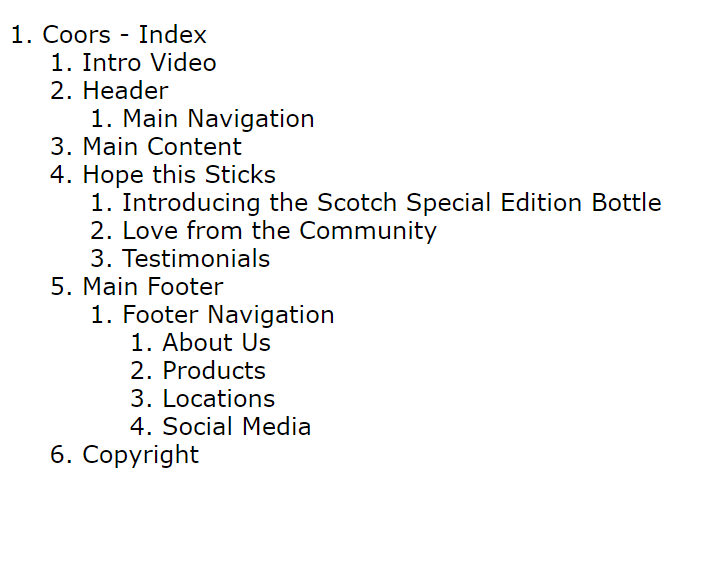 1. Coors - Index
1. Intro Video
2. Header
1. Main Navigation
3. Main Content
4. Hope this Sticks
1. Introducing the Scotch Special Edition Bottle
2. Love from the Community
3. Testimonials
5. Main Footer
1. Footer Navigation
1. About Us
2. Products
3. Locations
4. Social Media
6. Copyright